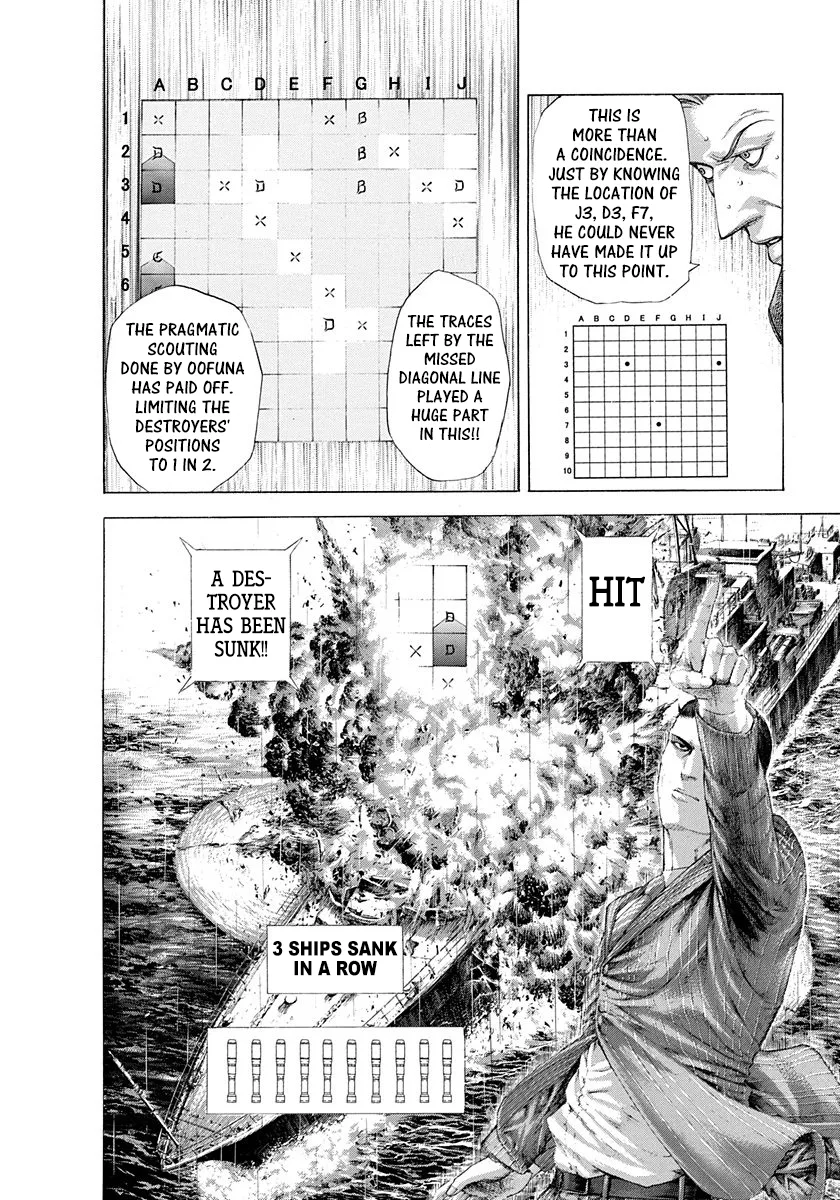 THIS IS
MORE THAN
A COINCIDENCE.
JUST BY KNOWING
THE LOCATION OF
J3, D3, F7,
HE COULD NEVER
HAVE MADE IT UP
TO THIS POINT.
A B C D E F G H I J
1
2
3
4
5
6
7
8
9
10
A B C D E F G H I J
1 × × B
2 D B ×
3 D × D B × D
4 × ×
5 C ×
6 ×
D ×
THE TRACES
LEFT BY THE
MISSED
DIAGONAL LINE
PLAYED A
HUGE PART
IN THIS!!
THE PRAGMATIC
SCOUTING
DONE BY OOFUNA
HAS PAID OFF.
LIMITING THE
DESTROYERS'
POSITIONS
TO 1 IN 2.
HIT
D
× D
×
A DES-
TROYER
HAS BEEN
SUNK!!
3 SHIPS SANK
IN A ROW